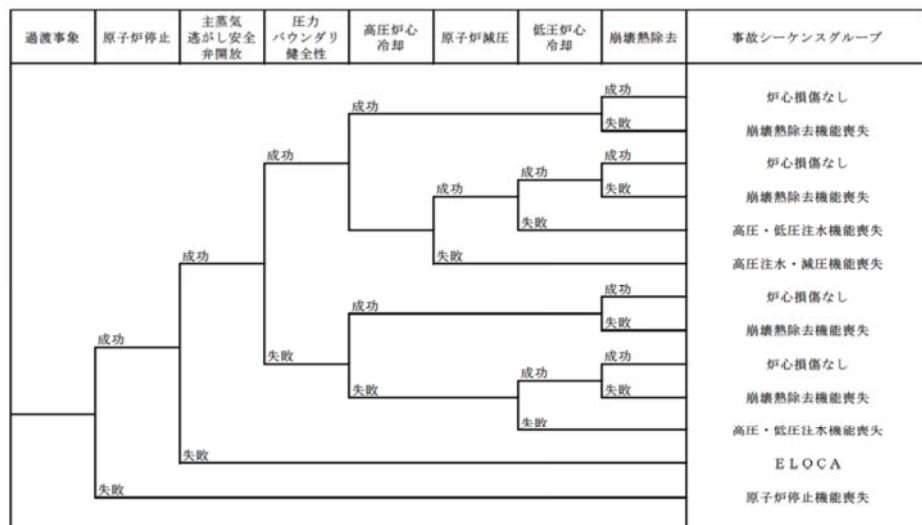 過渡事象
原子炉停止
主蒸気
逃がし安全
弁開放
圧力
バウンダリ
健全性
高圧炉心
冷却
原子炉減圧
低圧炉心
冷却
崩壊熱除去
事故シーケンスグループ
成功
炉心損傷なし
成功
失敗
崩壊熱除去機能喪失
成功
成功
炉心損傷なし
成功
成功
失敗
崩壊熱除去機能喪失
失敗
高圧・低圧注水機能喪失
成功
失敗
高圧注水・減圧機能喪失
成功
炉心損傷なし
成功
失敗
崩壊熱除去機能喪失
成功
失敗
成功
炉心損傷なし
成功
失敗
失敗
崩壊熱除去機能喪失
失敗
高圧・低圧注水機能喪失
失敗
ELOCA
失敗
原子炉停止機能喪失